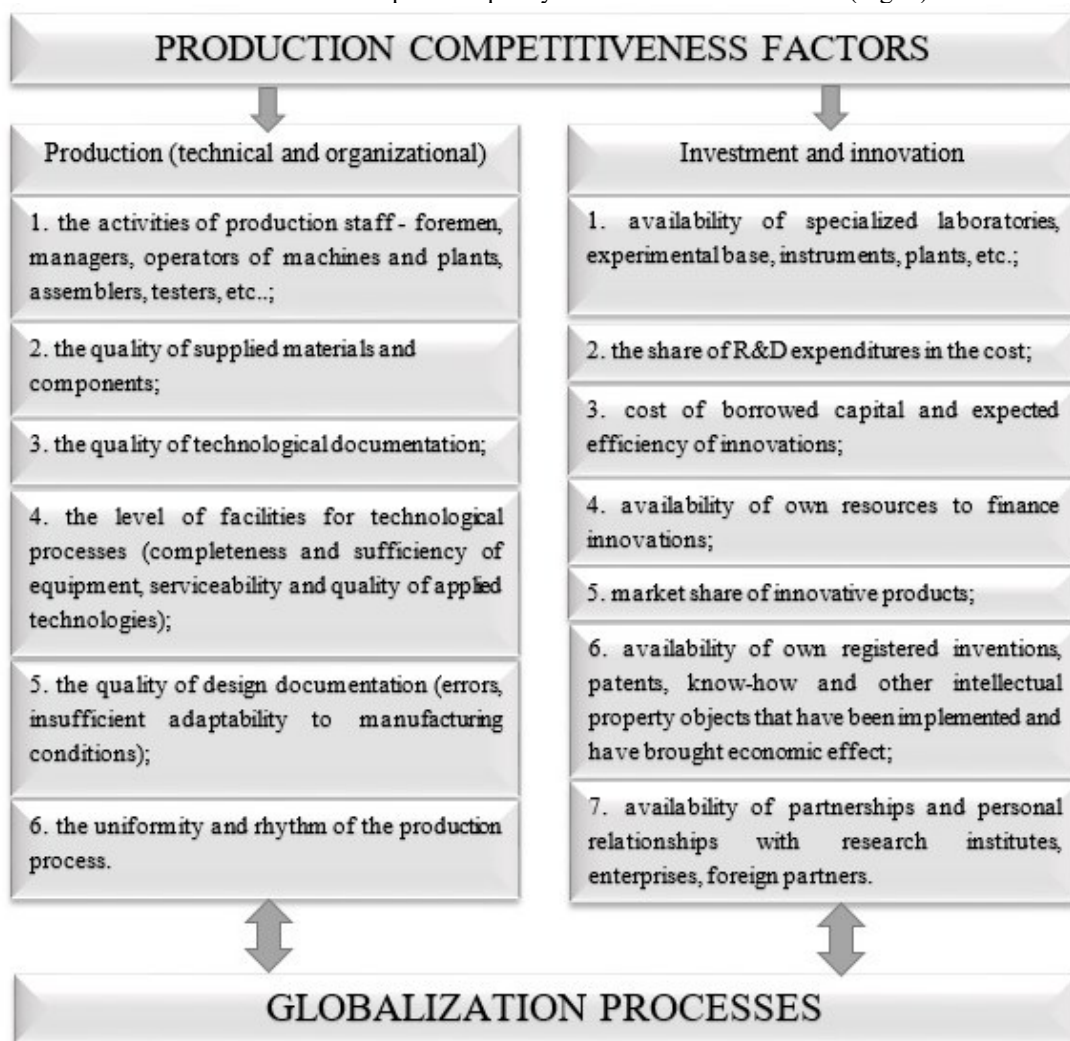 PRODUCTION COMPETITIVENESS FACTORS
Production (technical and organizational)
1. the activities of production staff - foremen,
managers, operators of machines and plants,
assemblers, testers, etc..;
2. the quality of supplied materials and
components;
3. the quality of technological documentation;
4. the level of facilities for technological
processes (completeness and sufficiency of
equipment, serviceability and quality of applied
technologies);
5. the quality of design documentation (errors,
insufficient adaptability to manufacturing
conditions);
6. the uniformity and rhythm of the production
process.
Investment and innovation
1. availability of specialized laboratories,
experimental base, instruments, plants, etc.;
2. the share of R&D expenditures in the cost;
3. cost of borrowed capital and expected
efficiency of innovations;
4. availability of own resources to finance
innovations;
5. market share of innovative products;
6. availability of own registered inventions,
patents, know-how and other intellectual
property objects that have been implemented and
have brought economic effect;
7. availability of partnerships and personal
relationships with research institutes,
enterprises, foreign partners.
GLOBALIZATION PROCESSES